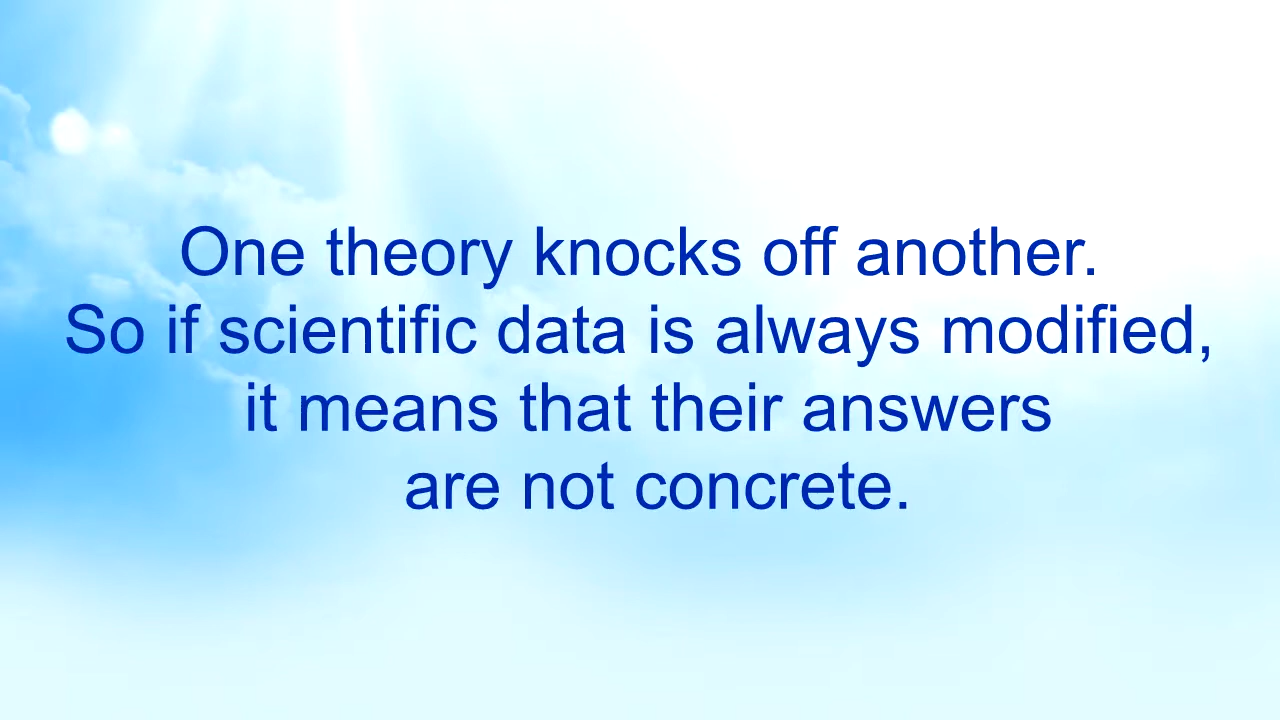 One theory knocks off another.
So if scientific data is always modified,
it means that their answers
are not concrete.